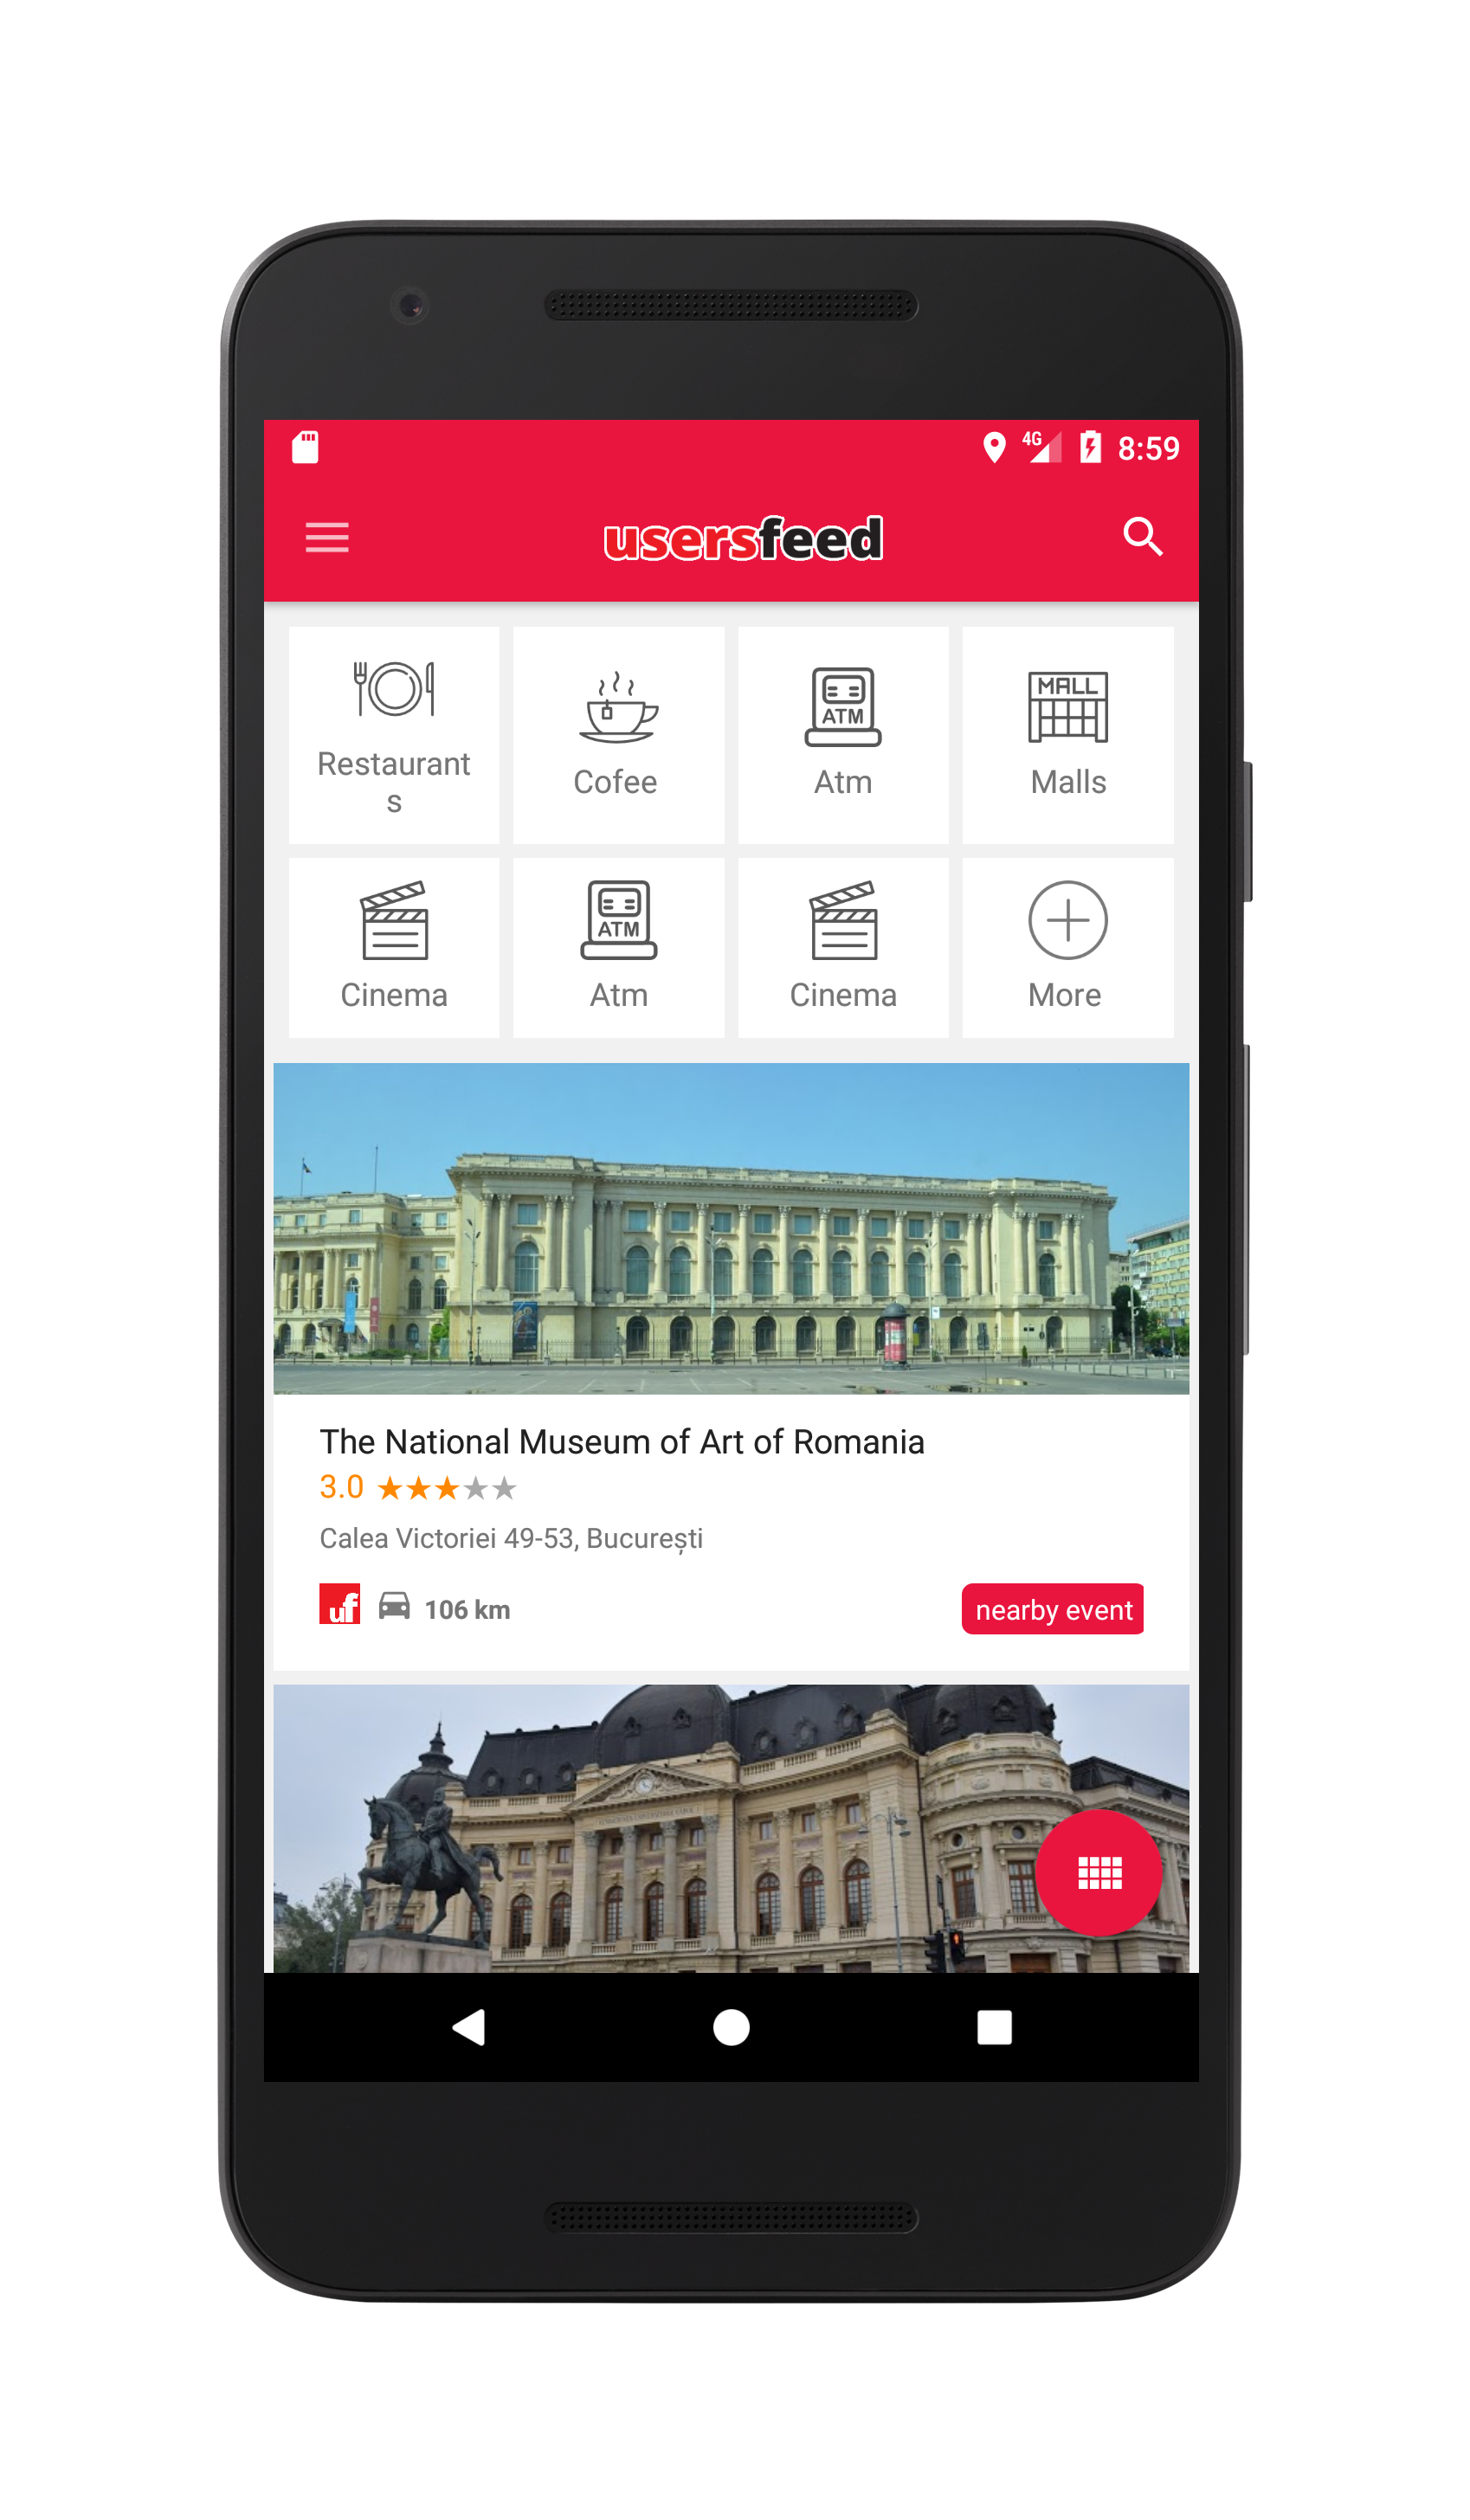 4G 8:59
usersfeed
MALL
ATM
Restaurant
s
Cofee
Atm
Malls
ATM
Cinema
Atm
Cinema
More
The National Museum of Art of Romania
3.0
Calea Victoriei 49-53, București
uf 106 km
nearby event